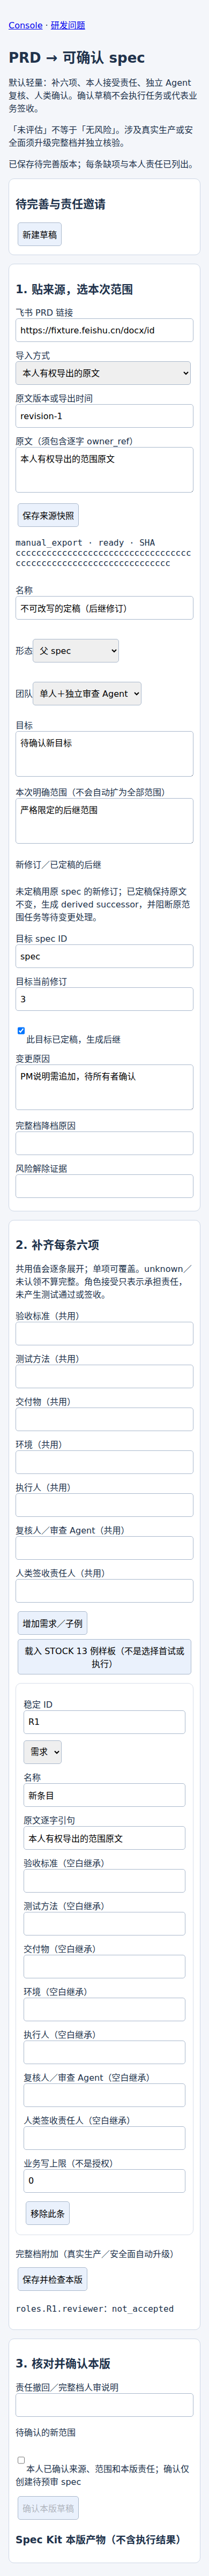 Console · 研发问题
PRD → 可确认 spec
默认轻量：补六项、本人接受责任、独立 Agent
复核、人类确认。确认草稿不会执行任务或代表业
务签收。
「未评估」不等于「无风险」。涉及真实生产或安
全面须升级完整档和独立核验。
已保存待完善版本；每条缺项与本人责任已列出。
待完善与责任邀请
新建草稿
1. 贴来源，选本次范围
飞书 PRD 链接
https://fixture.feishu.cn/docx/id
导入方式
本人有权导出的原文
原文版本或导出时间
revision-1
原文（须包含逐字 owner_ref）
本人有权导出的范围原文
保存来源快照
manual_export · ready · SHA
cccccccccccccccccccccccccccccccccc
cccccccccccccccccccccccccccccc
名称
不可改写的定稿（后继修订）
形态 父 spec
团队 单人＋独立审查 Agent
目标
待确认新目标
本次明确范围（不会自动扩为全部范围）
严格限定的后继范围
新修订／已定稿的后继
未定稿用原 spec 的新修订；已定稿保持原文
不变，生成 derived successor，并阻断原范
围任务等待变更处理。
目标 spec ID
spec
目标当前修订
3
此目标已定稿，生成后继
变更原因
PM说明需追加，待所有者确认
完整档降档原因
风险解除证据
2. 补齐每条六项
共用值会逐条展开；单项可覆盖。unknown／
未认领不算完整。角色接受只表示承担责任，
未产生测试通过或签收。
验收标准（共用）
测试方法（共用）
交付物（共用）
环境（共用）
执行人（共用）
复核人／审查 Agent（共用）
人类签收责任人（共用）
增加需求／子例
载入 STOCK 13 例样板（不是选择首试或
执行）
稳定 ID
R1
需求
名称
新条目
原文逐字引句
本人有权导出的范围原文
验收标准（空白继承）
测试方法（空白继承）
交付物（空白继承）
环境（空白继承）
执行人（空白继承）
复核人／审查 Agent（空白继承）
人类签收责任人（空白继承）
业务写上限（不是授权）
0
移除此条
完整档附加（真实生产／安全面自动升级）
保存并检查本版
roles.R1.reviewer: not_accepted
3. 核对并确认本版
责任撤回／完整档人审说明
待确认的新范围
本人已确认来源、范围和本版责任；确认仅
创建待预审 spec
确认本版草稿
Spec Kit 本版产物（不含执行结果）